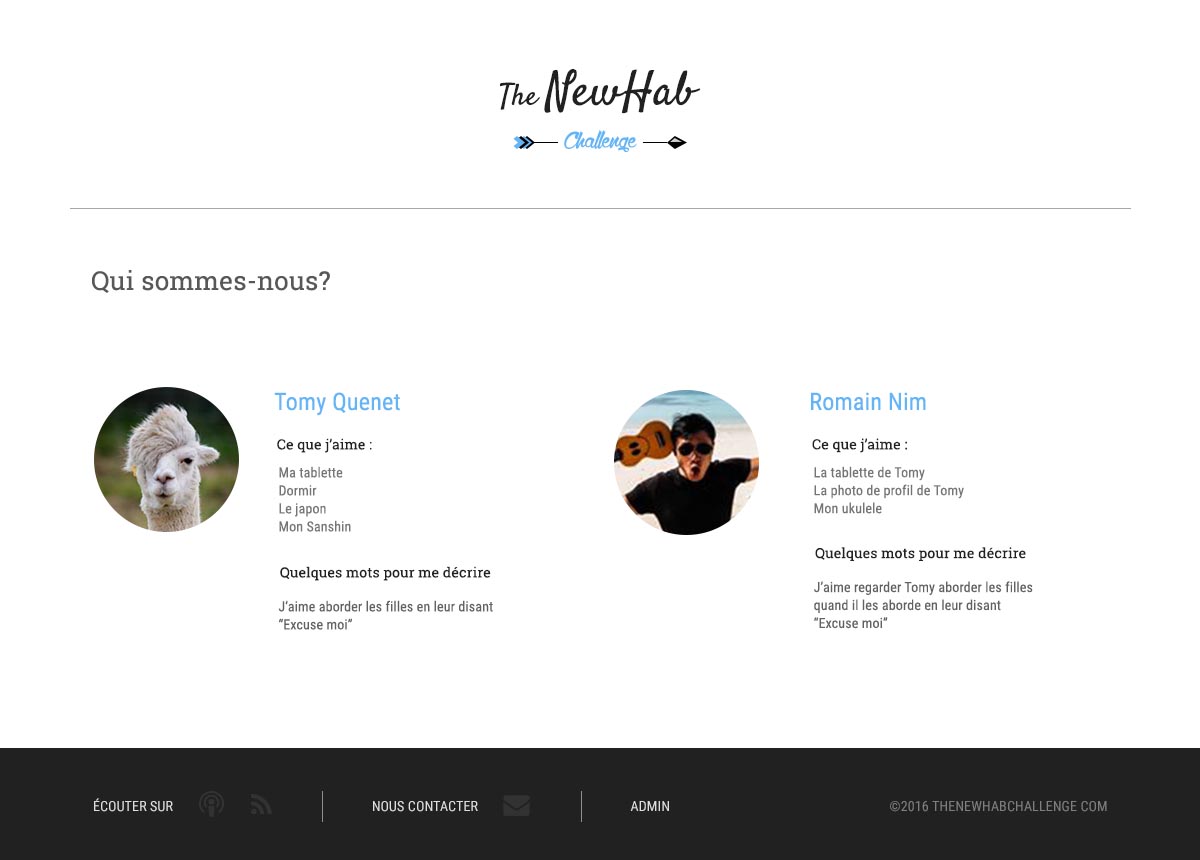 The NewHab
Challenge
Qui sommes-nous?
Tomy Quenet
Ce que j’aime :
Ma tablette
Dormir
Le japon
Mon Sanshin
Quelques mots pour me décrire
J’aime aborder les filles en leur disant
“Excuse moi”
Romain Nim
Ce que j’aime :
La tablette de Tomy
La photo de profil de Tomy
Mon ukulele
Quelques mots pour me décrire
J’aime regarder Tomy aborder les filles
quand il les aborde en leur disant
“Excuse moi”
ÉCOUTER SUR
NOUS CONTACTER
ADMIN
©2016 THENEWHABCHALLENGE COM